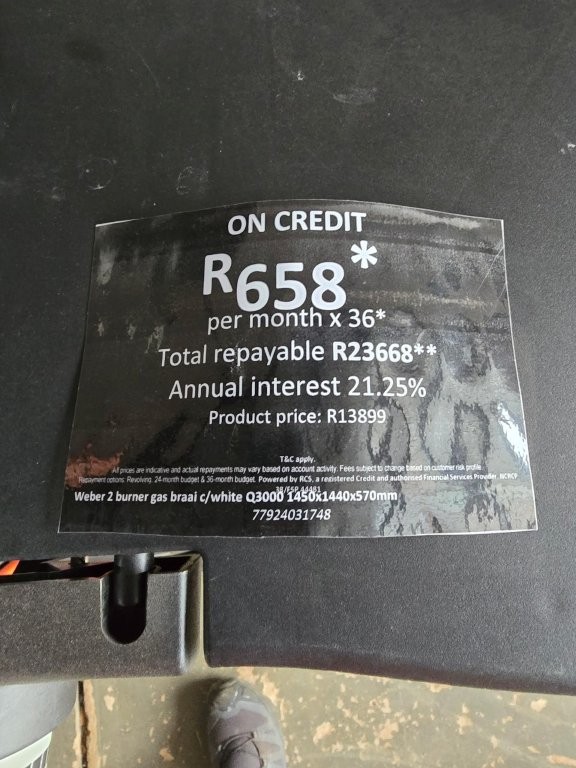 ON CREDIT
R658*
per month x 36*
Total repayable R23668**
Annual interest 21.25%
Product price: R13899
T&C apply.
All prices are indicative and actual repayments may vary based on account activity. Fees subject to change based on customer risk profile
Repayment options: Revolving, 24-month budget & 36-month budget. Powered by RCS, a registered Credit and authorised Financial Services Provider. NCRCP
38/FSP 44481
Weber 2 burner gas braai c/white Q3000 1450x1440x570mm
77924031748